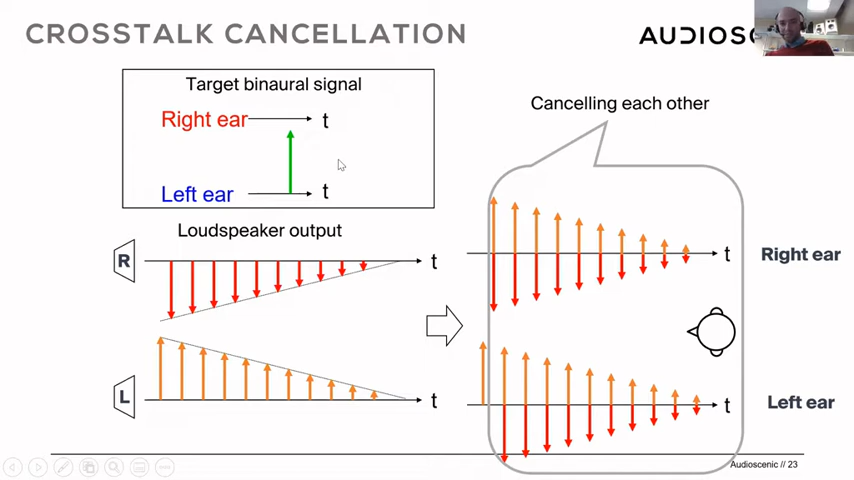 CROSSTALK CANCELLATION
Target binaural signal
Right ear
t
Left ear
t
Cancelling each other
Loudspeaker output
R
t
t
Right ear
L
t
t
Left ear
Audioscenic // 23